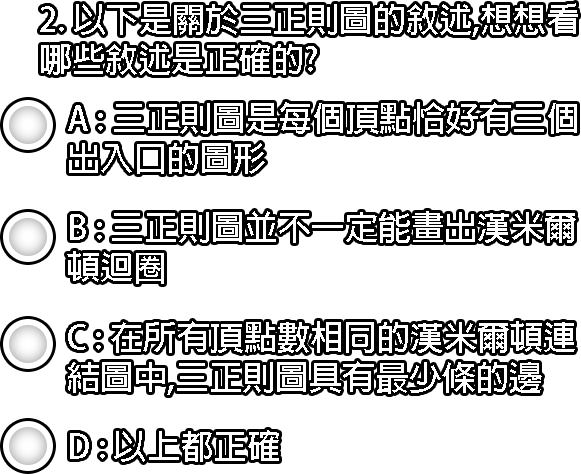 2. 以下是關於三正則圖的敘述,想想看
哪些敘述是正確的?
A : 三正則圖是每個頂點恰好有三個
出入口的圖形
B : 三正則圖並不一定能畫出漢米爾
頓迴圈
C : 在所有頂點數相同的漢米爾頓連
結圖中,三正則圖具有最少條的邊
D : 以上都正確